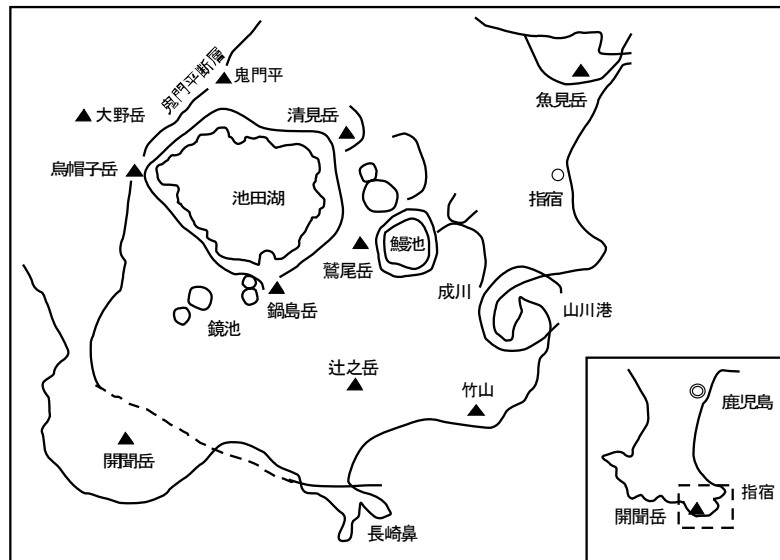 鬼門平断層
鬼門平
魚見岳
大野岳
清見岳
烏帽子岳
池田湖
指宿
鰻池
鷲尾岳
成川
鍋島岳
山川港
鏡池
辻之岳
竹山
開聞岳
長崎鼻
鹿児島
指宿
開聞岳